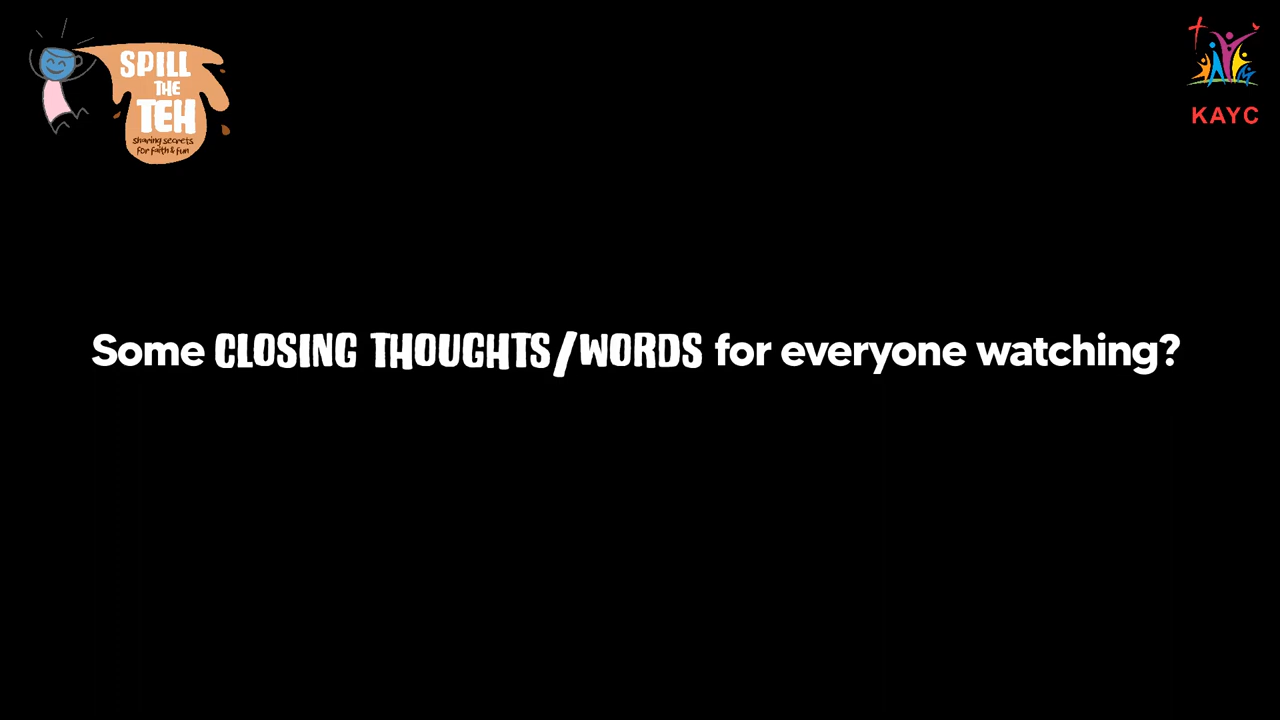 SPILL
THE
TEH
sharing secrets
for faith & fun
KAYC
Some CLOSING THOUGHTS/WORDS for everyone watching?